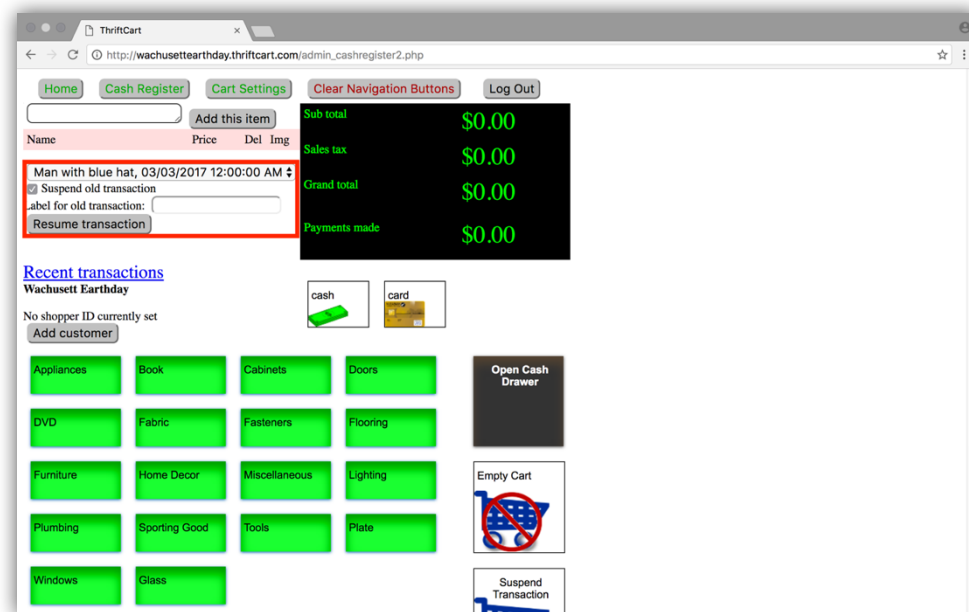 ThriftCart
http://wachusettearthday.thriftcart.com/admin_cashregister2.php
Home Cash Register Cart Settings Clear Navigation Buttons Log Out
Add this item
Name Price Del Img
Sub total $0.00
Sales tax $0.00
Grand total $0.00
Payments made $0.00
Man with blue hat, 03/03/2017 12:00:00 AM
Suspend old transaction
Label for old transaction:
Resume transaction
Recent transactions
Wachusett Earthday
No shopper ID currently set
Add customer
cash card
Appliances Book Cabinets Doors
DVD Fabric Fasteners Flooring
Furniture Home Decor Miscellaneous Lighting
Plumbing Sporting Good Tools Plate
Windows Glass
Open Cash
Drawer
Empty Cart
Suspend
Transaction